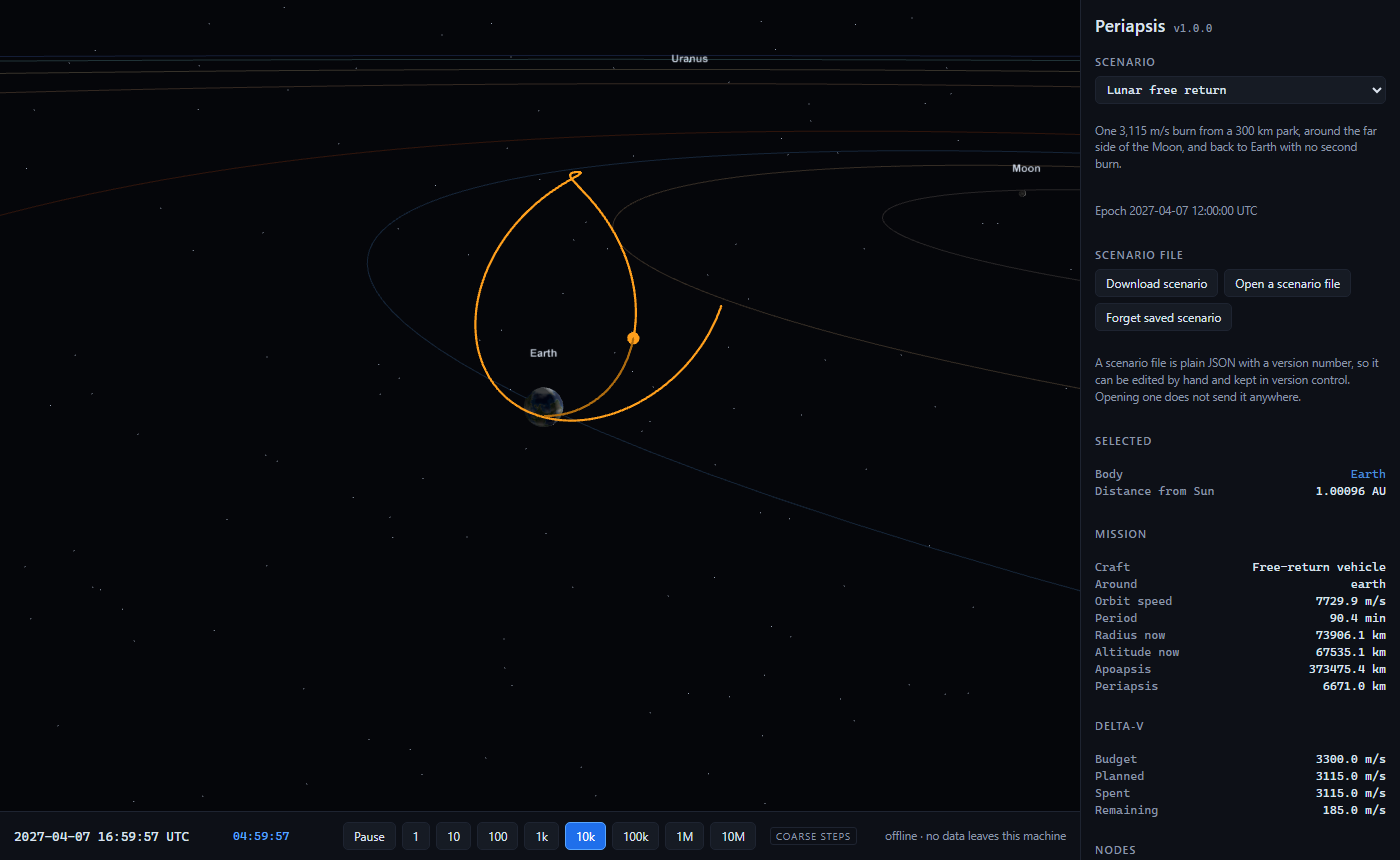 Uranus
Moon
Earth
Periapsis v1.0.0
SCENARIO
Lunar free return
One 3,115 m/s burn from a 300 km park, around the far
side of the Moon, and back to Earth with no second
burn.
Epoch 2027-04-07 12:00:00 UTC
SCENARIO FILE
Download scenario
Open a scenario file
Forget saved scenario
A scenario file is plain JSON with a version number, so it
can be edited by hand and kept in version control.
Opening one does not send it anywhere.
SELECTED
Body Earth
Distance from Sun 1.00096 AU
MISSION
Craft Free-return vehicle
Around earth
Orbit speed 7729.9 m/s
Period 90.4 min
Radius now 73906.1 km
Altitude now 67535.1 km
Apoapsis 373475.4 km
Periapsis 6671.0 km
DELTA-V
Budget 3300.0 m/s
Planned 3115.0 m/s
Spent 3115.0 m/s
Remaining 185.0 m/s
NODES
2027-04-07 16:59:57 UTC 04:59:57 Pause 1 10 100 1k 10k 100k 1M 10M COARSE STEPS offline · no data leaves this machine